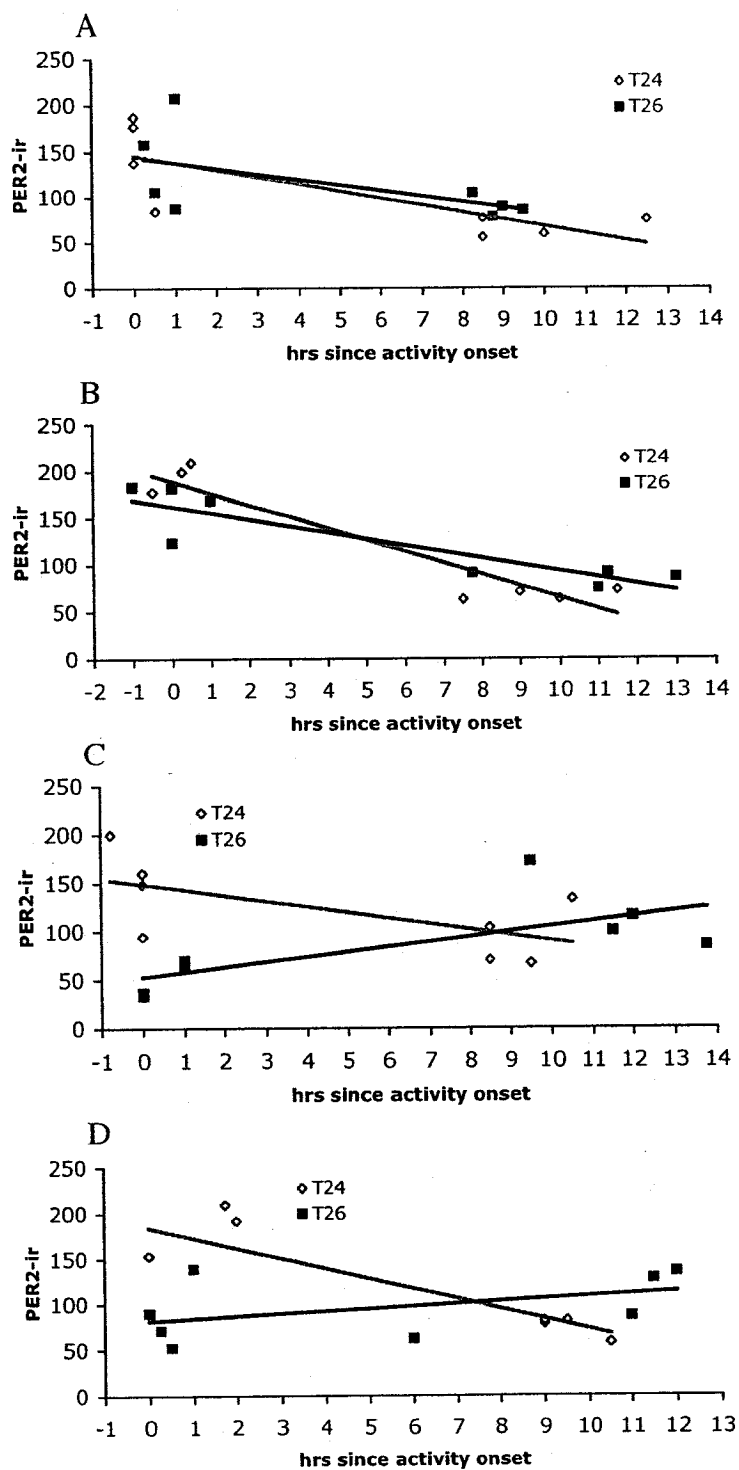 A
250
200
150
100
50
0
PER2-ir
T24
T26
-1 0 1 2 3 4 5 6 7 8 9 10 11 12 13 14
hrs since activity onset
B
250
200
150
100
50
0
PER2-ir
T24
T26
-2 -1 0 1 2 3 4 5 6 7 8 9 10 11 12 13 14
hrs since activity onset
C
250
200
150
100
50
0
PER2-ir
T24
T26
-1 0 1 2 3 4 5 6 7 8 9 10 11 12 13 14
hrs since activity onset
D
250
200
150
100
50
0
PER2-ir
T24
T26
-1 0 1 2 3 4 5 6 7 8 9 10 11 12 13
hrs since activity onset